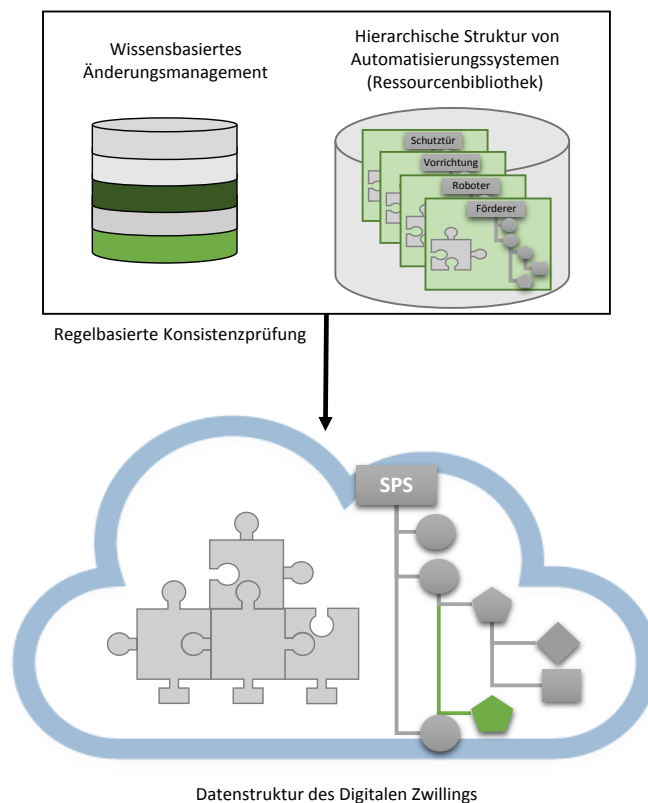 Wissensbasiertes
Änderungsmanagement
Hierarchische Struktur von
Automatisierungssystemen
(Ressourcenbibliothek)
Schutztür
Vorrichtung
Roboter
Förderer
Regelbasierte Konsistenzprüfung
SPS
Datenstruktur des Digitalen Zwillings